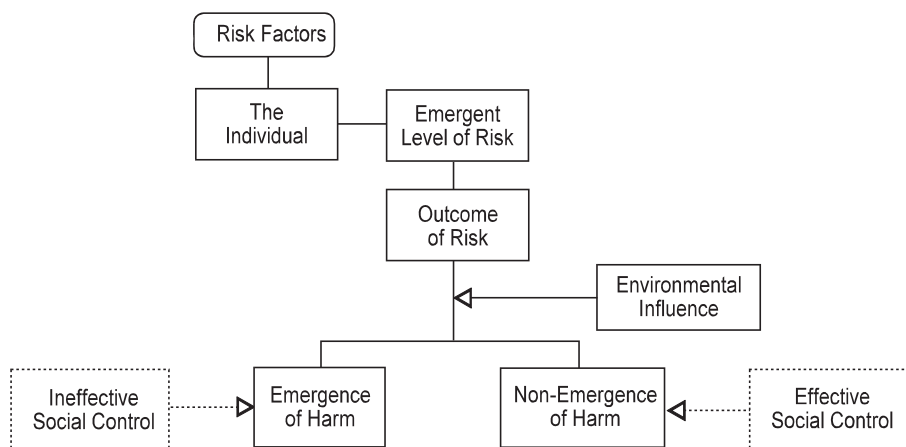 Risk Factors
The
Individual
Emergent
Level of Risk
Outcome
of Risk
Environmental
Influence
Ineffective
Social Control
Emergence
of Harm
Non-Emergence
of Harm
Effective
Social Control